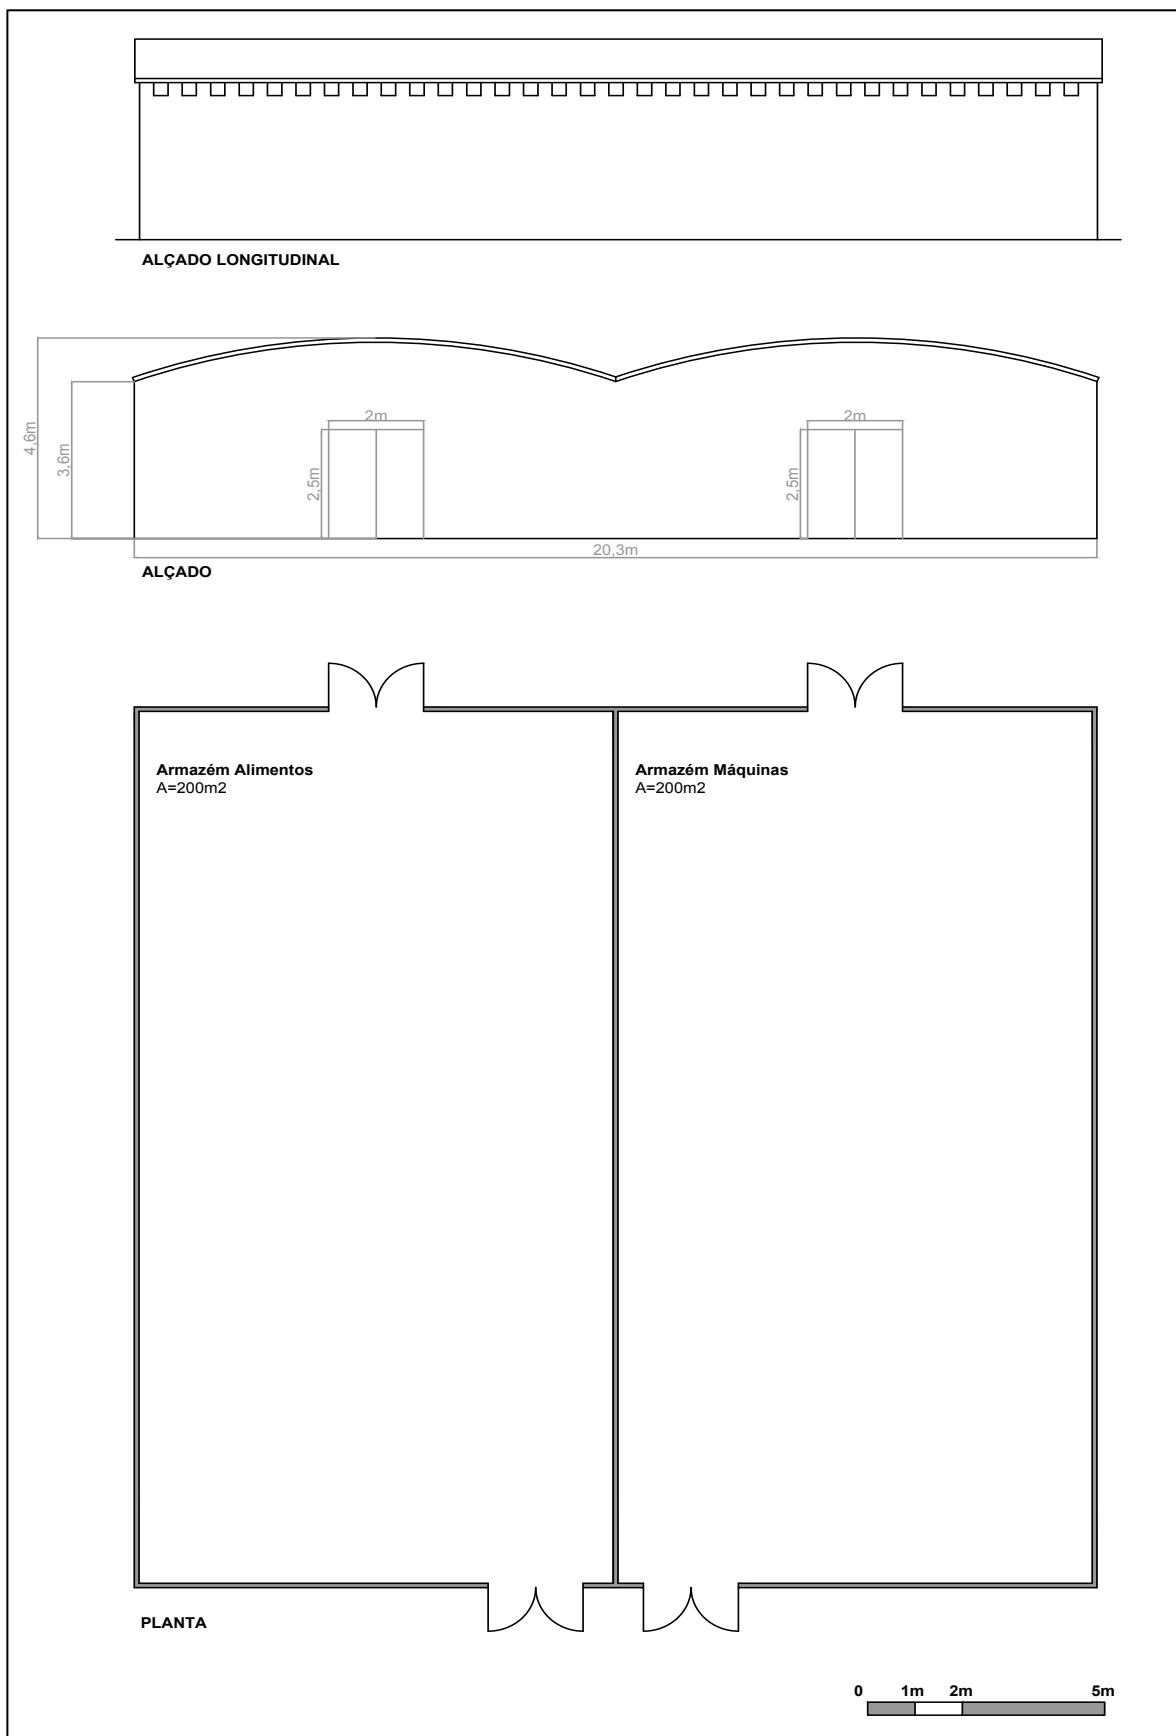 ALÇADO LONGITUDINAL
4,6m
3,6m
2m
2,5m
2m
2,5m
20,3m
ALÇADO
Armazém Alimentos
A=200m2
Armazém Máquinas
A=200m2
PLANTA
0 1m 2m 5m